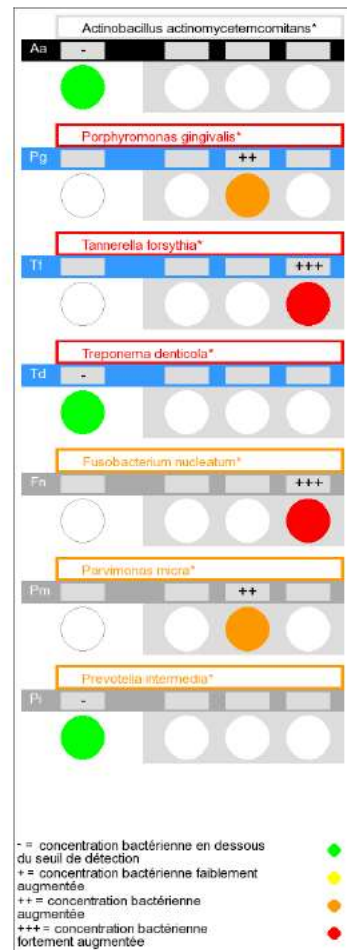 Actinobacillus actinomycetemcomitans*
Aa -
Porphyromonas gingivalis*
Pg ++
Tannerella forsythia*
Tf +++
Treponema denticola*
Td -
Fusobacterium nucleatum*
Fn +++
Parvimonas micra*
Pm ++
Prevotella intermedia*
Pi -
- = concentration bactérienne en dessous
du seuil de détection
+ = concentration bactérienne faiblement
augmentée
++ = concentration bactérienne
augmentée
+++ = concentration bactérienne
fortement augmentée